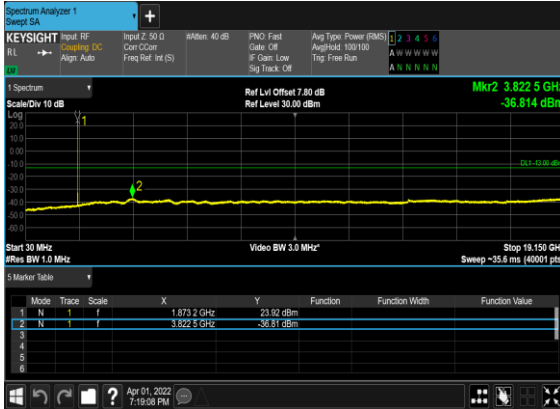 Spectrum Analyzer 1
Swept SA
+
KEYSIGHT Input: RF Input Z: 50 Ω #Atten: 40 dB PNO: Fast Avg Type: Power (RMS) 1 2 3 4 5 6
RL Coupling: DC Corr CCorr Gate: Off Avg|Hold: 100/100 A W W W W W
Align: Auto Freq Ref: Int (S) IF Gain: Low Trig: Free Run
Sig Track: Off A N N N N N
1 Spectrum Ref Lvl Offset 7.80 dB Mkr2 3.822 5 GHz
Scale/Div 10 dB Ref Level 30.00 dBm -36.814 dBm
Log
1
20.0
10.0
0.00
-10.0
DL1 -13.00 dBm
-20.0
-30.0
2
-40.0
-50.0
-60.0
Start 30 MHz Video BW 3.0 MHz* Stop 19.150 GH
#Res BW 1.0 MHz Sweep ~35.6 ms (40001 pts
5 Marker Table
Mode Trace Scale X Y Function Function Width Function Value
1 N 1 f 1.873 2 GHz 23.92 dBm
2 N 1 f 3.822 5 GHz -36.81 dBm
3
4
5
6
? Apr 01, 2022
7:19:08 PM